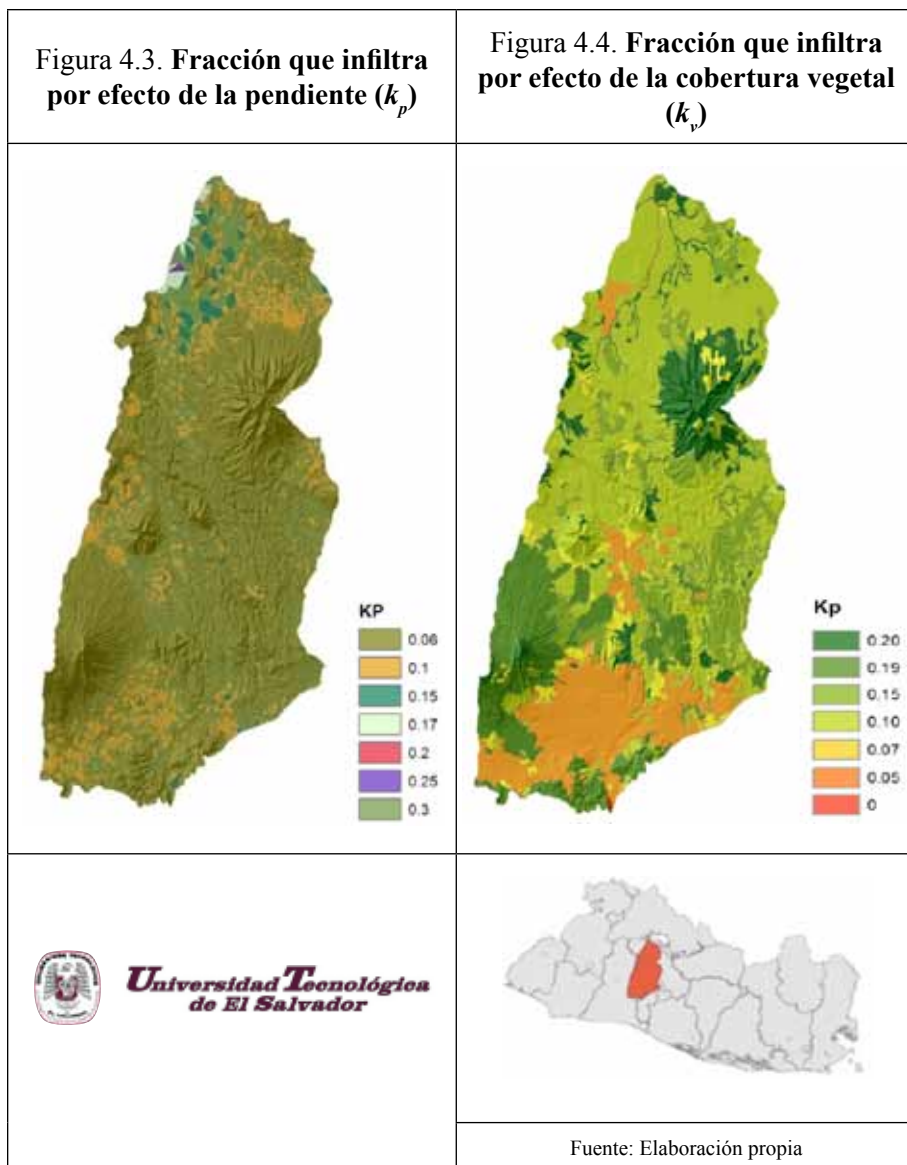 Figura 4.3. Fracción que infiltra
por efecto de la pendiente (kp)
Figura 4.4. Fracción que infiltra
por efecto de la cobertura vegetal
(kv)
KP
0.06
0.1
0.15
0.17
0.2
0.25
0.3
Kp
0.20
0.19
0.15
0.10
0.07
0.05
0
Universidad Tecnológica
de El Salvador
Fuente: Elaboración propia